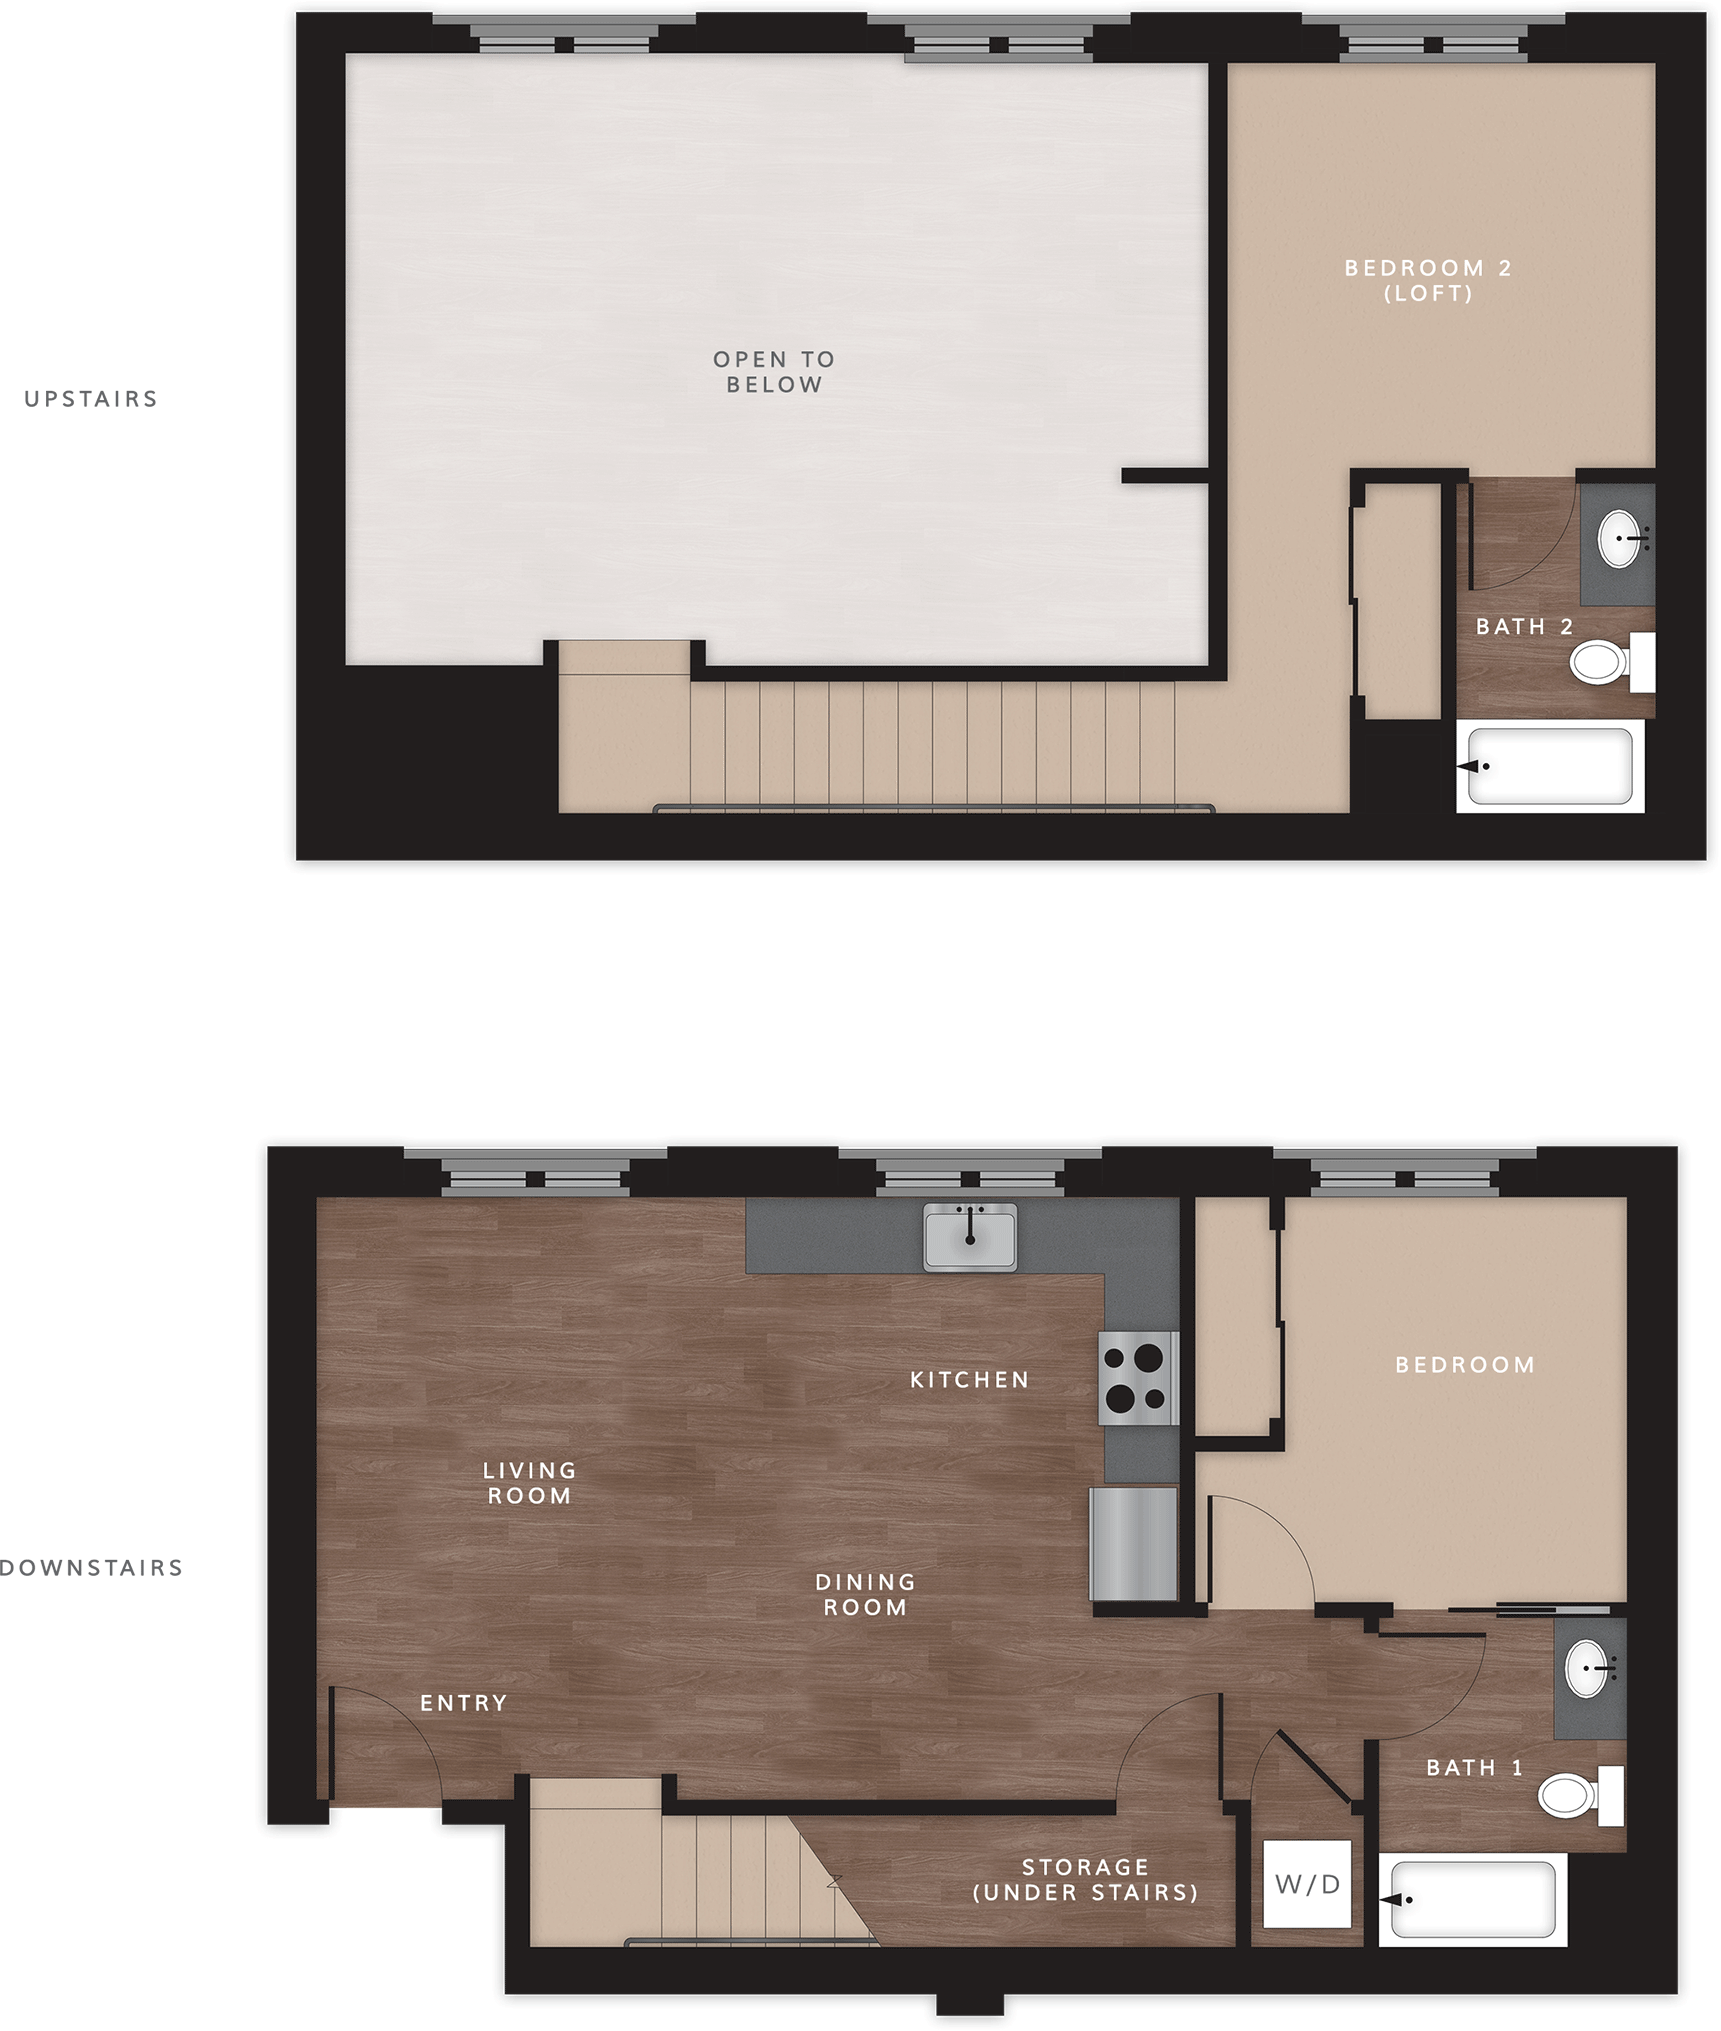 BEDROOM 2
(LOFT)
OPEN TO
BELOW
UPSTAIRS
BATH 2
BEDROOM
KITCHEN
LIVING
ROOM
DOWNSTAIRS
DINING
ROOM
ENTRY
BATH 1
STORAGE
(UNDER STAIRS)
W/D